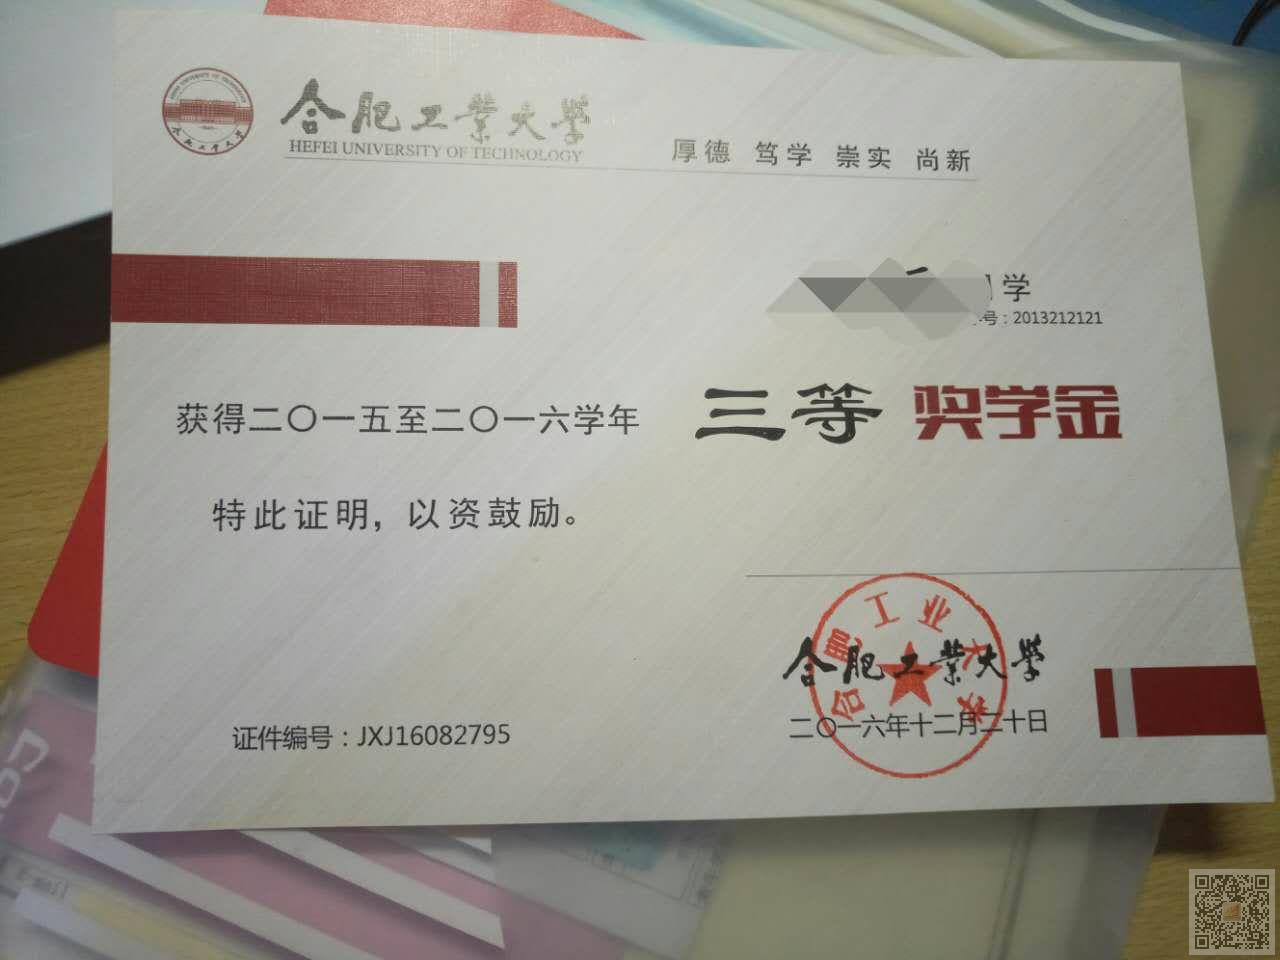 合肥工業大學
HEFEI UNIVERSITY OF TECHNOLOGY
厚德 笃学 崇实 尚新
学
号：2013212121
获得二〇一五至二〇一六学年 三等 奖学金
特此证明，以资鼓励。
合肥工業大學
二〇一六年十二月二十日
证件编号：JXJ16082795